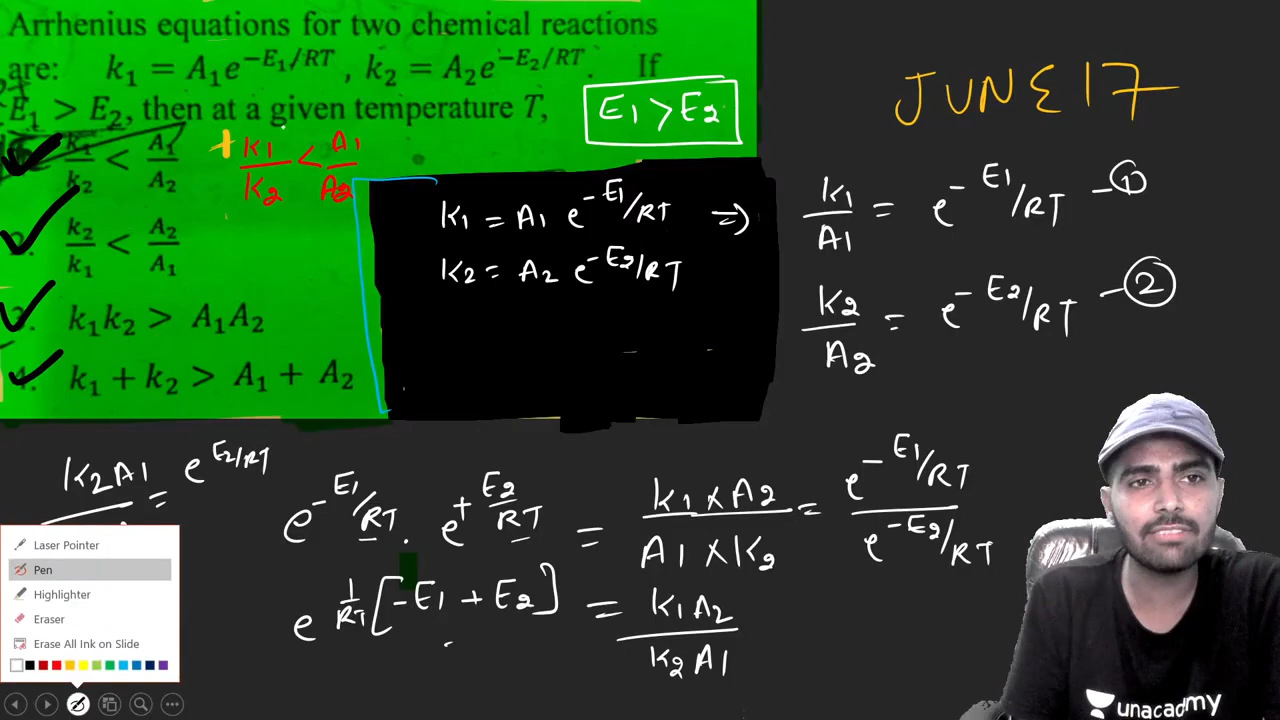 Arrhenius equations for two chemical reactions
are: k₁ = A₁e^−E₁/RT, k₂ = A₂e^−E₂/RT. If
E₁ > E₂, then at a given temperature T,
E1 > E2
JUNE 17
k₁/k₂ < A₁/A₂
K1/K2 < A1/A2
k₂/k₁ < A₂/A₁
k₁k₂ > A₁A₂
4. k₁ + k₂ > A₁ + A₂
K1 = A1 e^-E1/RT =>
K2 = A2 e^-E2/RT
K1/A1 = e^-E1/RT -①
K2/A2 = e^-E2/RT -②
K2A1 = e^E2/RT
e^-E1/RT . e^+E2/RT = K1×A2/A1×K2 = e^-E1/RT/e^-E2/RT
e^1/RT[-E1+E2] = K1A2/K2A1
Laser Pointer
Pen
Highlighter
Eraser
Erase All Ink on Slide
unacademy